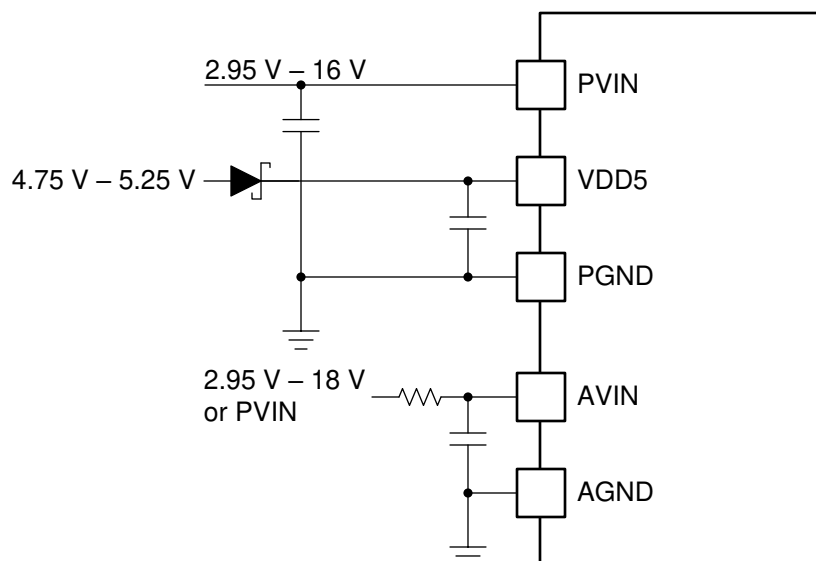 2.95 V – 16 V
PVIN
4.75 V – 5.25 V
VDD5
PGND
2.95 V – 18 V
or PVIN
AVIN
AGND